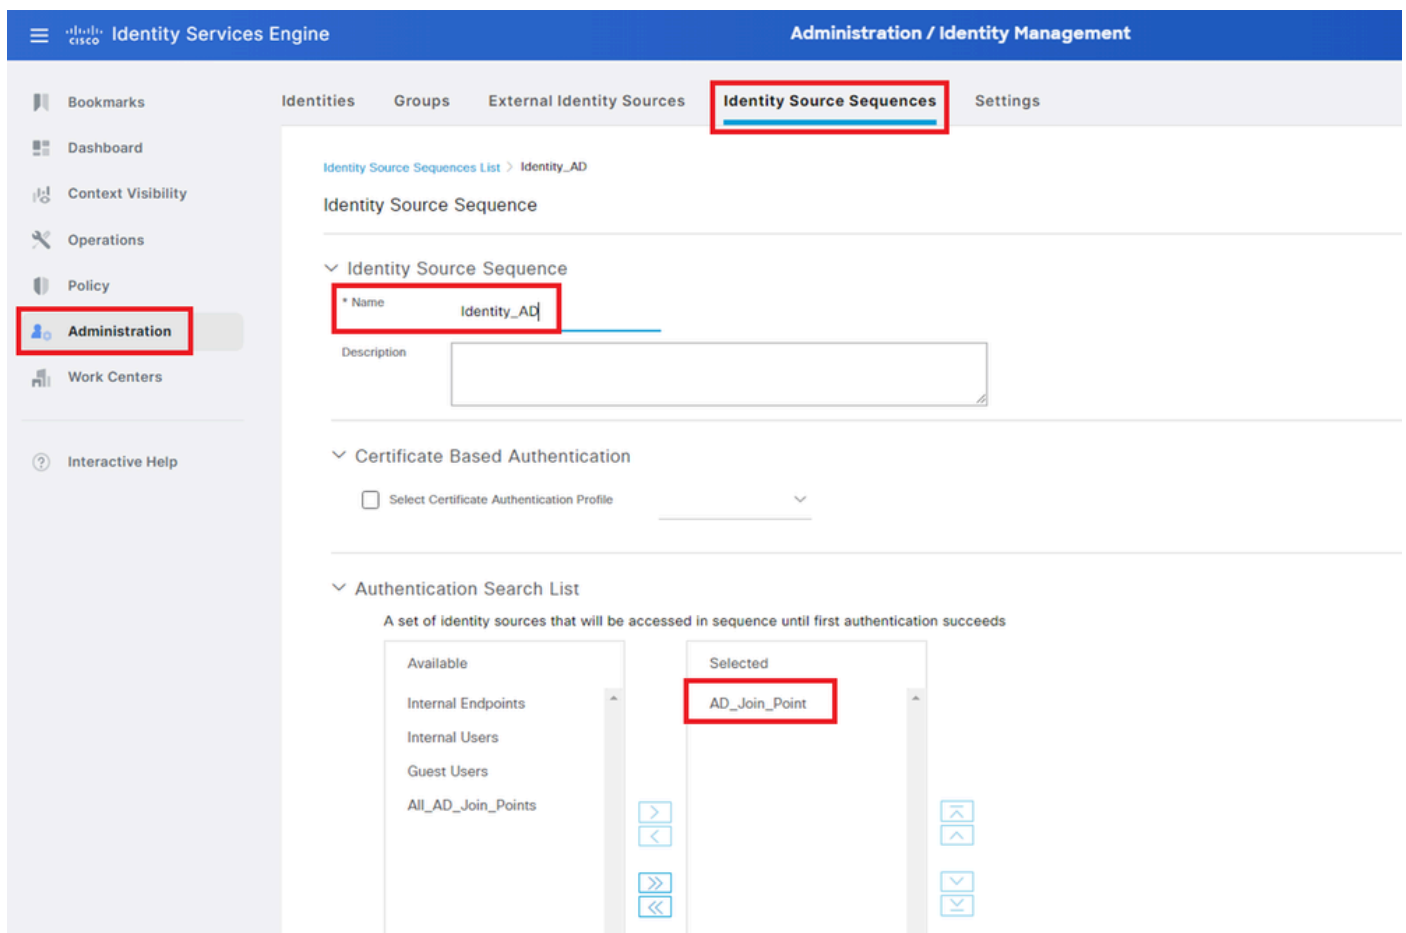 cisco Identity Services Engine
Administration / Identity Management
Bookmarks
Dashboard
Context Visibility
Operations
Policy
Administration
Work Centers
? Interactive Help
Identities Groups External Identity Sources Identity Source Sequences Settings
Identity Source Sequences List > Identity_AD
Identity Source Sequence
Identity Source Sequence
* Name Identity_AD
Description
Certificate Based Authentication
Select Certificate Authentication Profile
Authentication Search List
A set of identity sources that will be accessed in sequence until first authentication succeeds
Available
Internal Endpoints
Internal Users
Guest Users
All_AD_Join_Points
Selected
AD_Join_Point